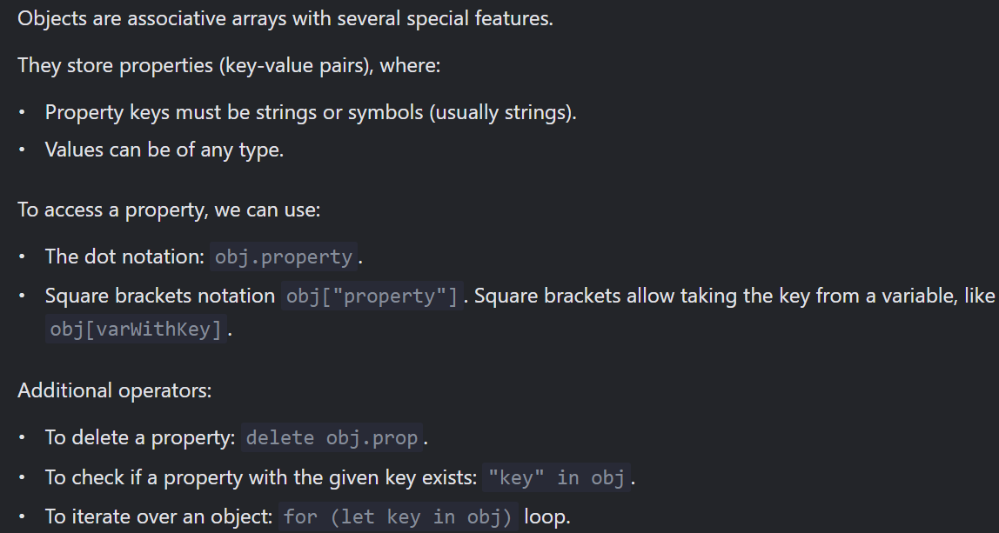 Objects are associative arrays with several special features.
They store properties (key-value pairs), where:
• Property keys must be strings or symbols (usually strings).
• Values can be of any type.
To access a property, we can use:
• The dot notation: obj.property.
• Square brackets notation obj["property"]. Square brackets allow taking the key from a variable, like
obj[varWithKey].
Additional operators:
• To delete a property: delete obj.prop.
• To check if a property with the given key exists: "key" in obj.
• To iterate over an object: for (let key in obj) loop.